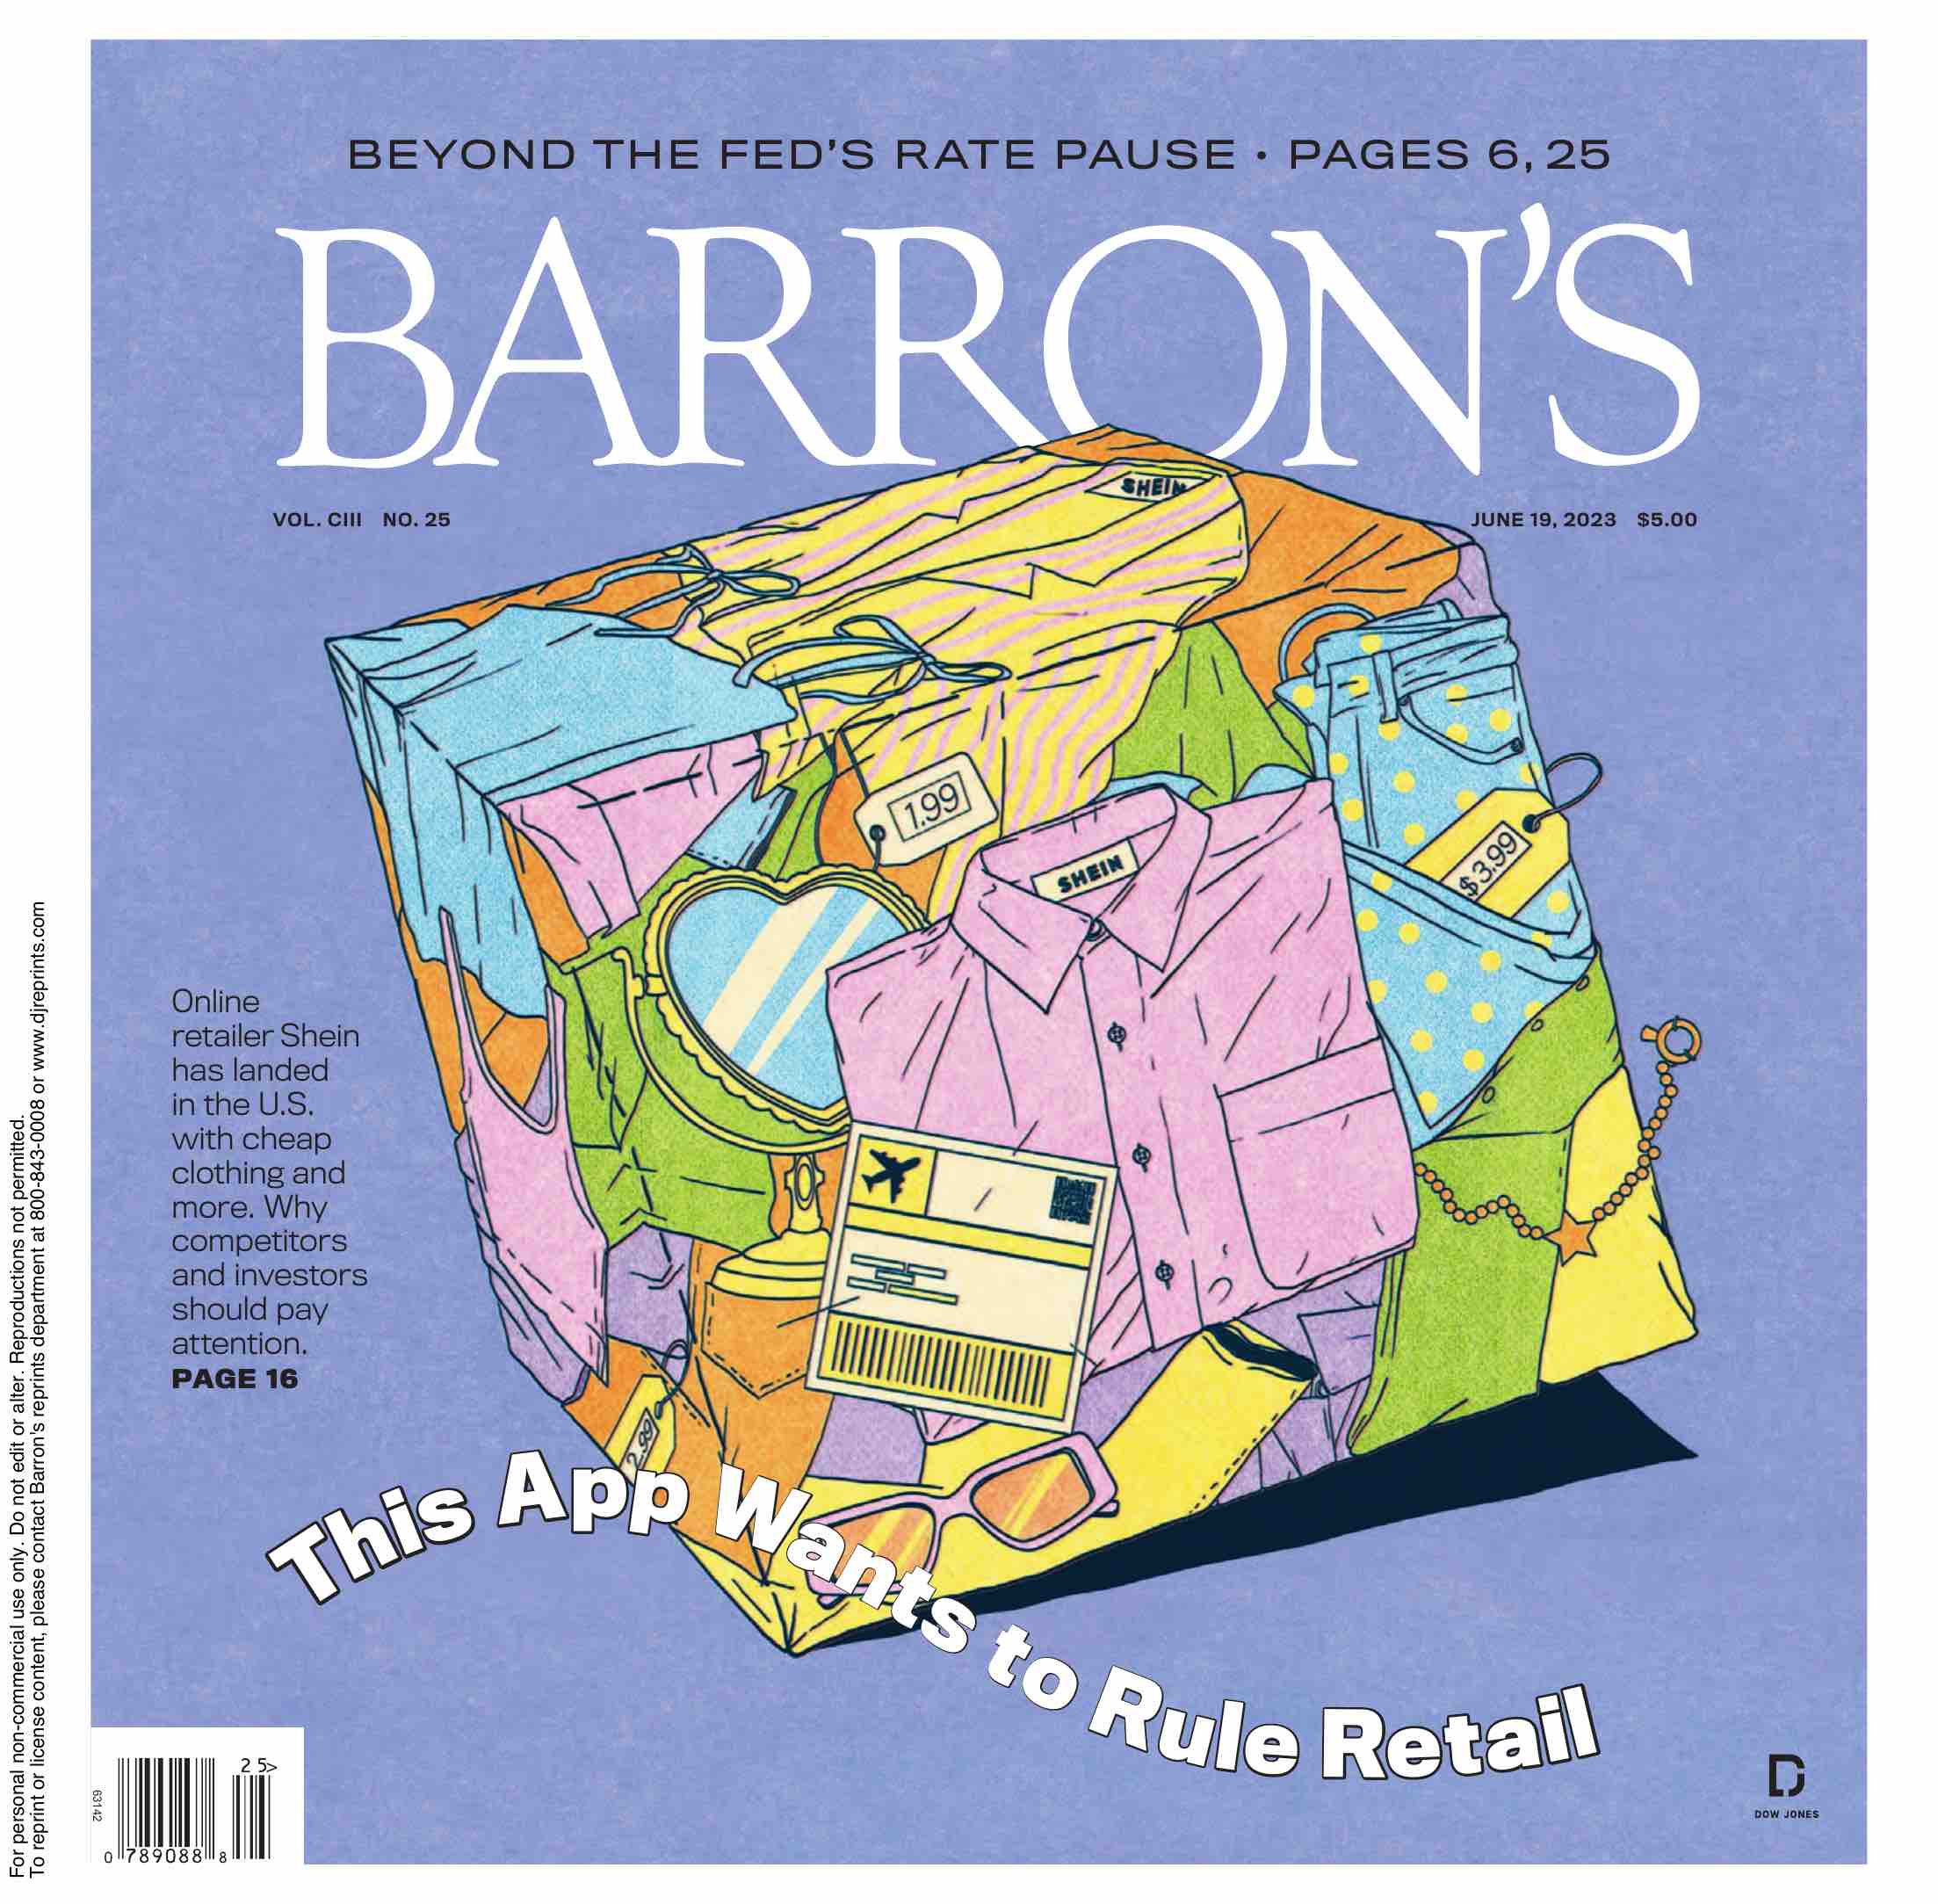 BEYOND THE FED'S RATE PAUSE • PAGES 6, 25
BARRON'S
VOL. CIII NO. 25
JUNE 19, 2023 $5.00
SHEIN
1.99
SHEIN
$3.99
2.99
Online
retailer Shein
has landed
in the U.S.
with cheap
clothing and
more. Why
competitors
and investors
should pay
attention.
PAGE 16
This App Wants to Rule Retail
For personal non-commercial use only. Do not edit or alter. Reproductions not permitted.
To reprint or license content, please contact Barron's reprints department at 800-843-0008 or www.djreprints.com
63142
25>
0 789088 8
D
DOW JONES